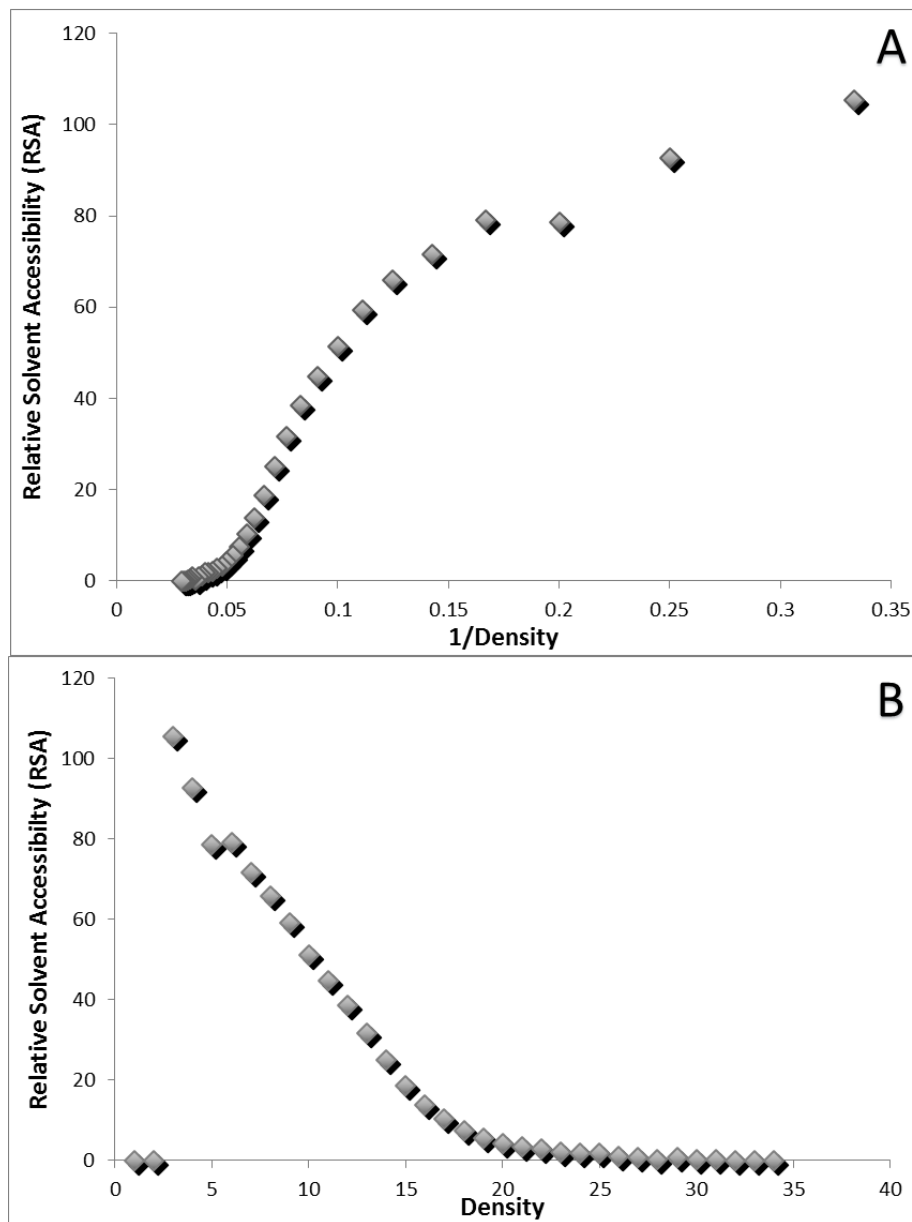 A
120
100
80
60
40
20
0
Relative Solvent Accessibility (RSA)
0 0.05 0.1 0.15 0.2 0.25 0.3 0.35
1/Density
B
120
100
80
60
40
20
0
Relative Solvent Accessibilty (RSA)
0 5 10 15 20 25 30 35 40
Density